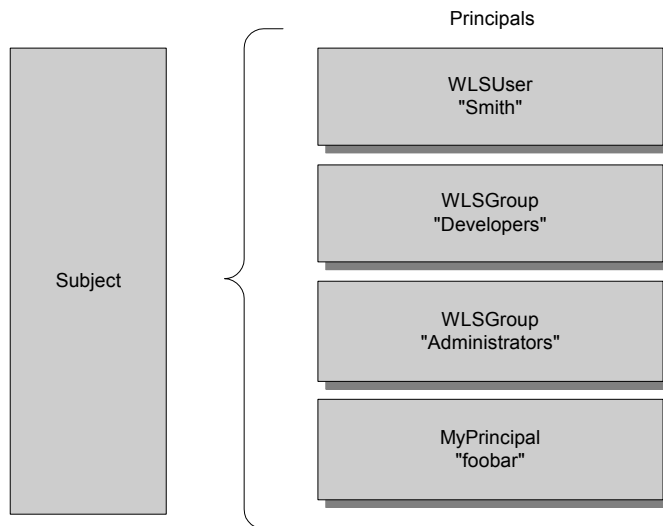 Principals
WLSUser
"Smith"
WLSGroup
"Developers"
Subject
WLSGroup
"Administrators"
MyPrincipal
"foobar"